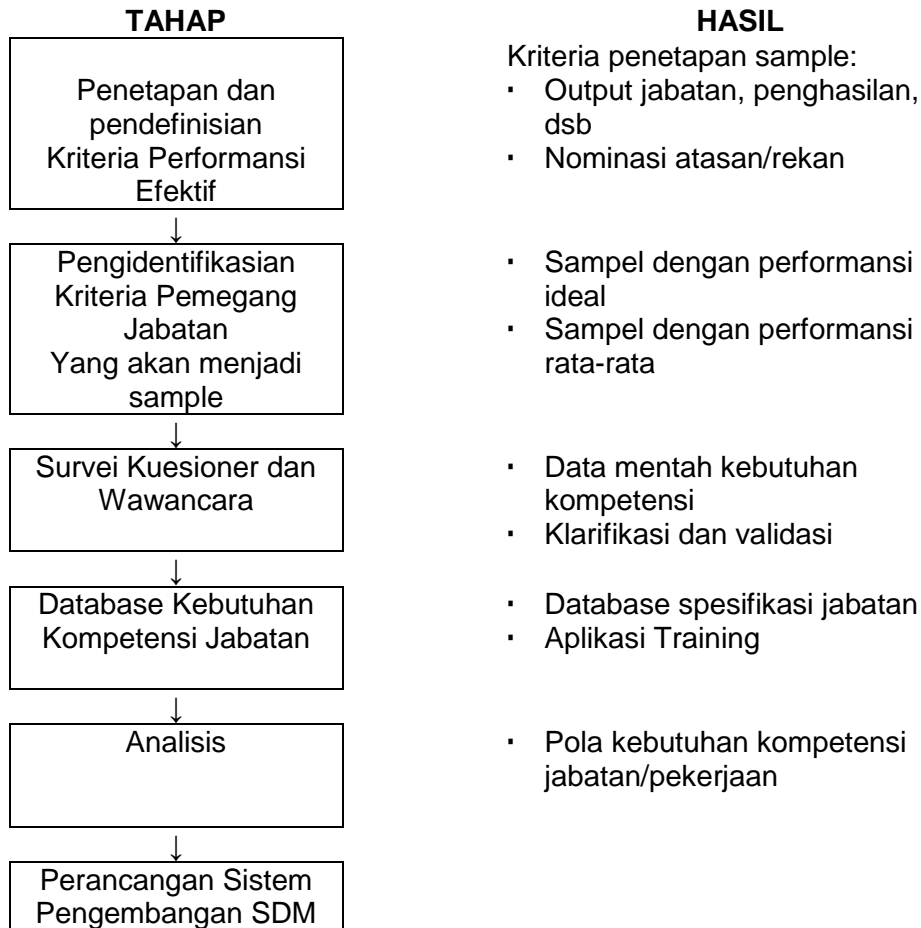 TAHAP
HASIL
Penetapan dan
pendefinisian
Kriteria Performansi
Efektif
Kriteria penetapan sample:
· Output jabatan, penghasilan,
dsb
· Nominasi atasan/rekan
↓
Pengidentifikasian
Kriteria Pemegang
Jabatan
Yang akan menjadi
sample
· Sampel dengan performansi
ideal
· Sampel dengan performansi
rata-rata
↓
Survei Kuesioner dan
Wawancara
· Data mentah kebutuhan
kompetensi
· Klarifikasi dan validasi
↓
Database Kebutuhan
Kompetensi Jabatan
· Database spesifikasi jabatan
· Aplikasi Training
↓
Analisis
· Pola kebutuhan kompetensi
jabatan/pekerjaan
↓
Perancangan Sistem
Pengembangan SDM